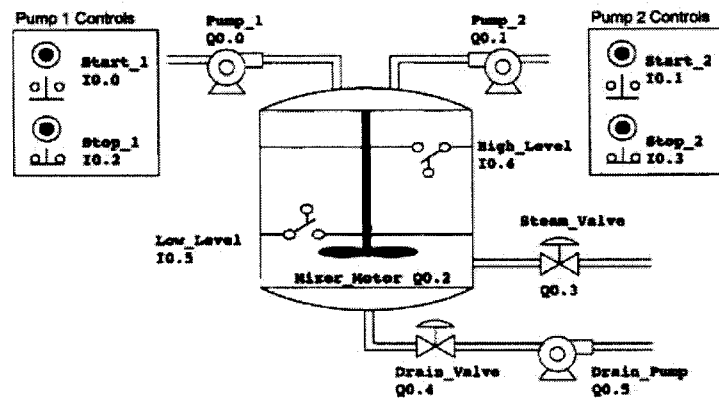 Pump 1 Controls
Start_1
I0.0
Stop_1
I0.2
Pump_1
Q0.0
Pump_2
Q0.1
Pump 2 Controls
Start_2
I0.1
Stop_2
I0.3
High_Level
I0.4
Low_Level
I0.5
Steam_Valve
Q0.3
Mixer_Motor Q0.2
Drain_Valve
Q0.4
Drain_Pump
Q0.5